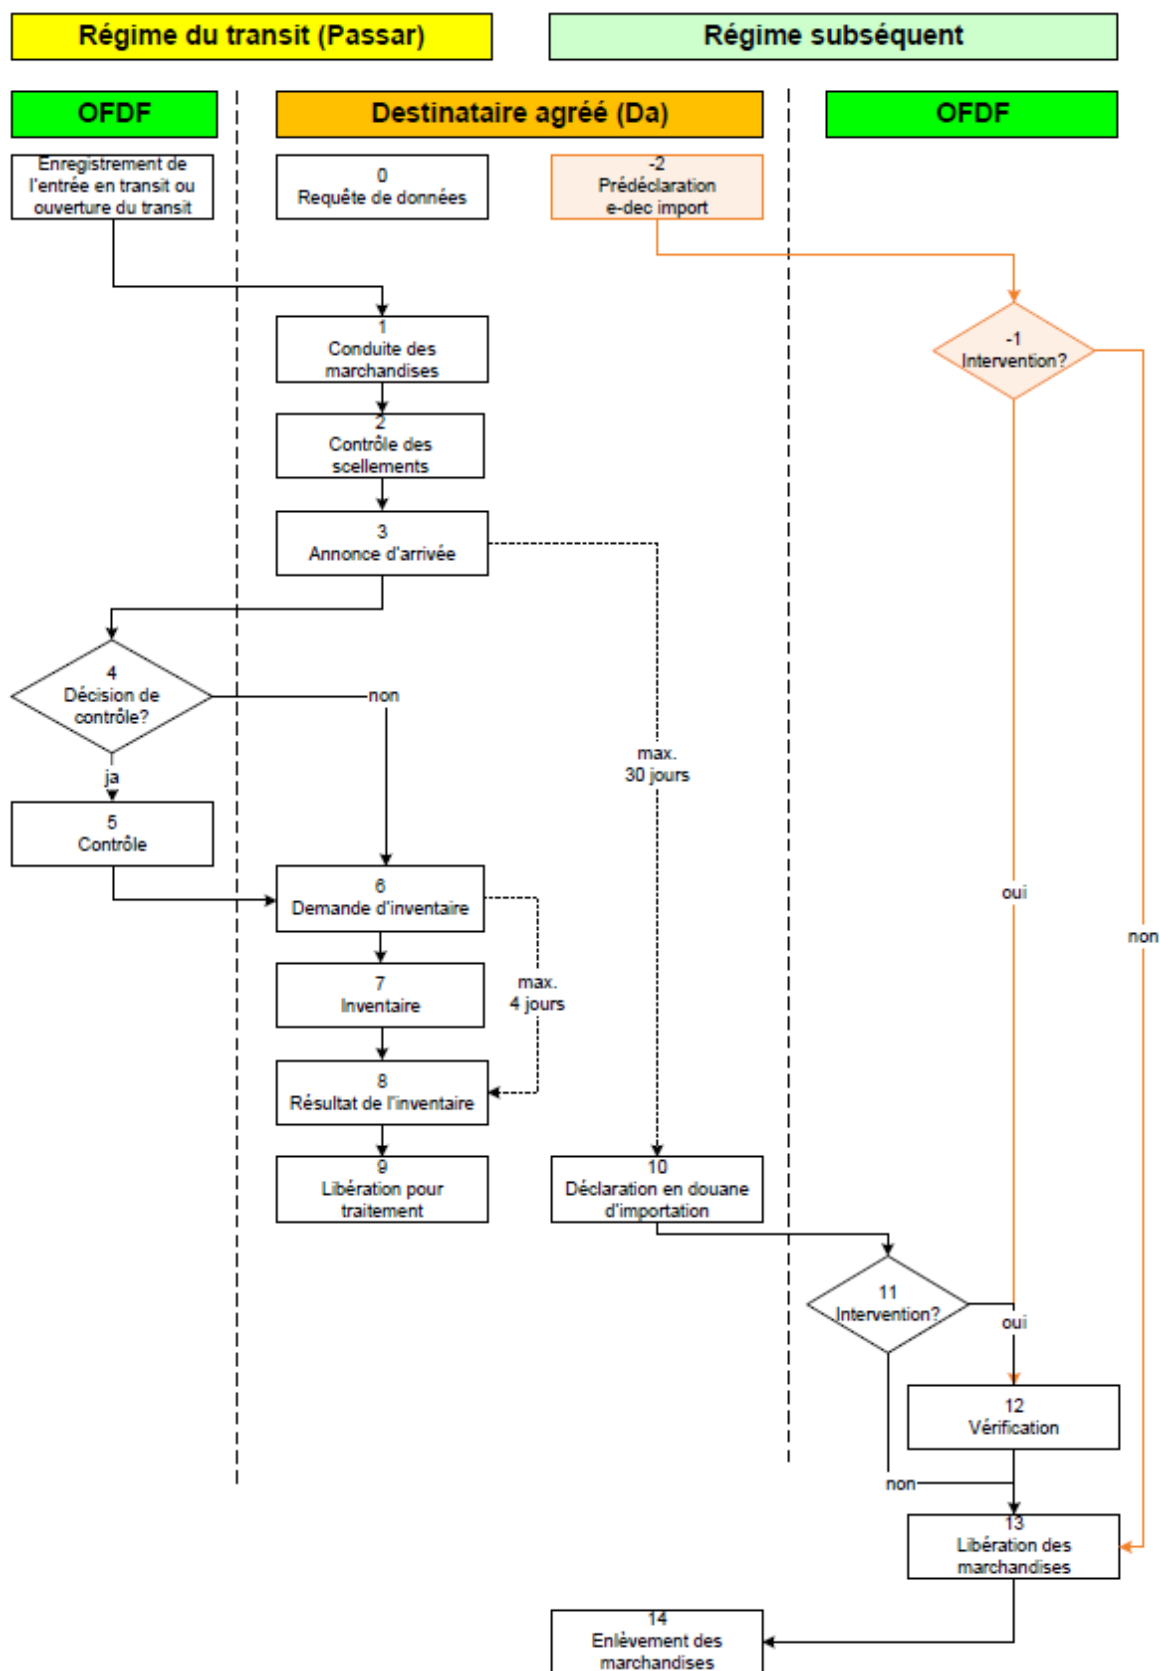 Régime du transit (Passar)
Régime subséquent
OFDF
Destinataire agréé (Da)
OFDF
Enregistrement de
l'entrée en transit ou
ouverture du transit
0
Requête de données
-2
Prédéclaration
e-dec import
1
Conduite des
marchandises
-1
Intervention?
2
Contrôle des
scellements
3
Annonce d'arrivée
4
Décision de
contrôle?
non
ja
max.
30 jours
5
Contrôle
6
Demande d'inventaire
oui
non
7
Inventaire
max.
4 jours
8
Résultat de l'inventaire
9
Libération pour
traitement
10
Déclaration en douane
d'importation
11
Intervention?
oui
12
Vérification
non
13
Libération des
marchandises
14
Enlèvement des
marchandises